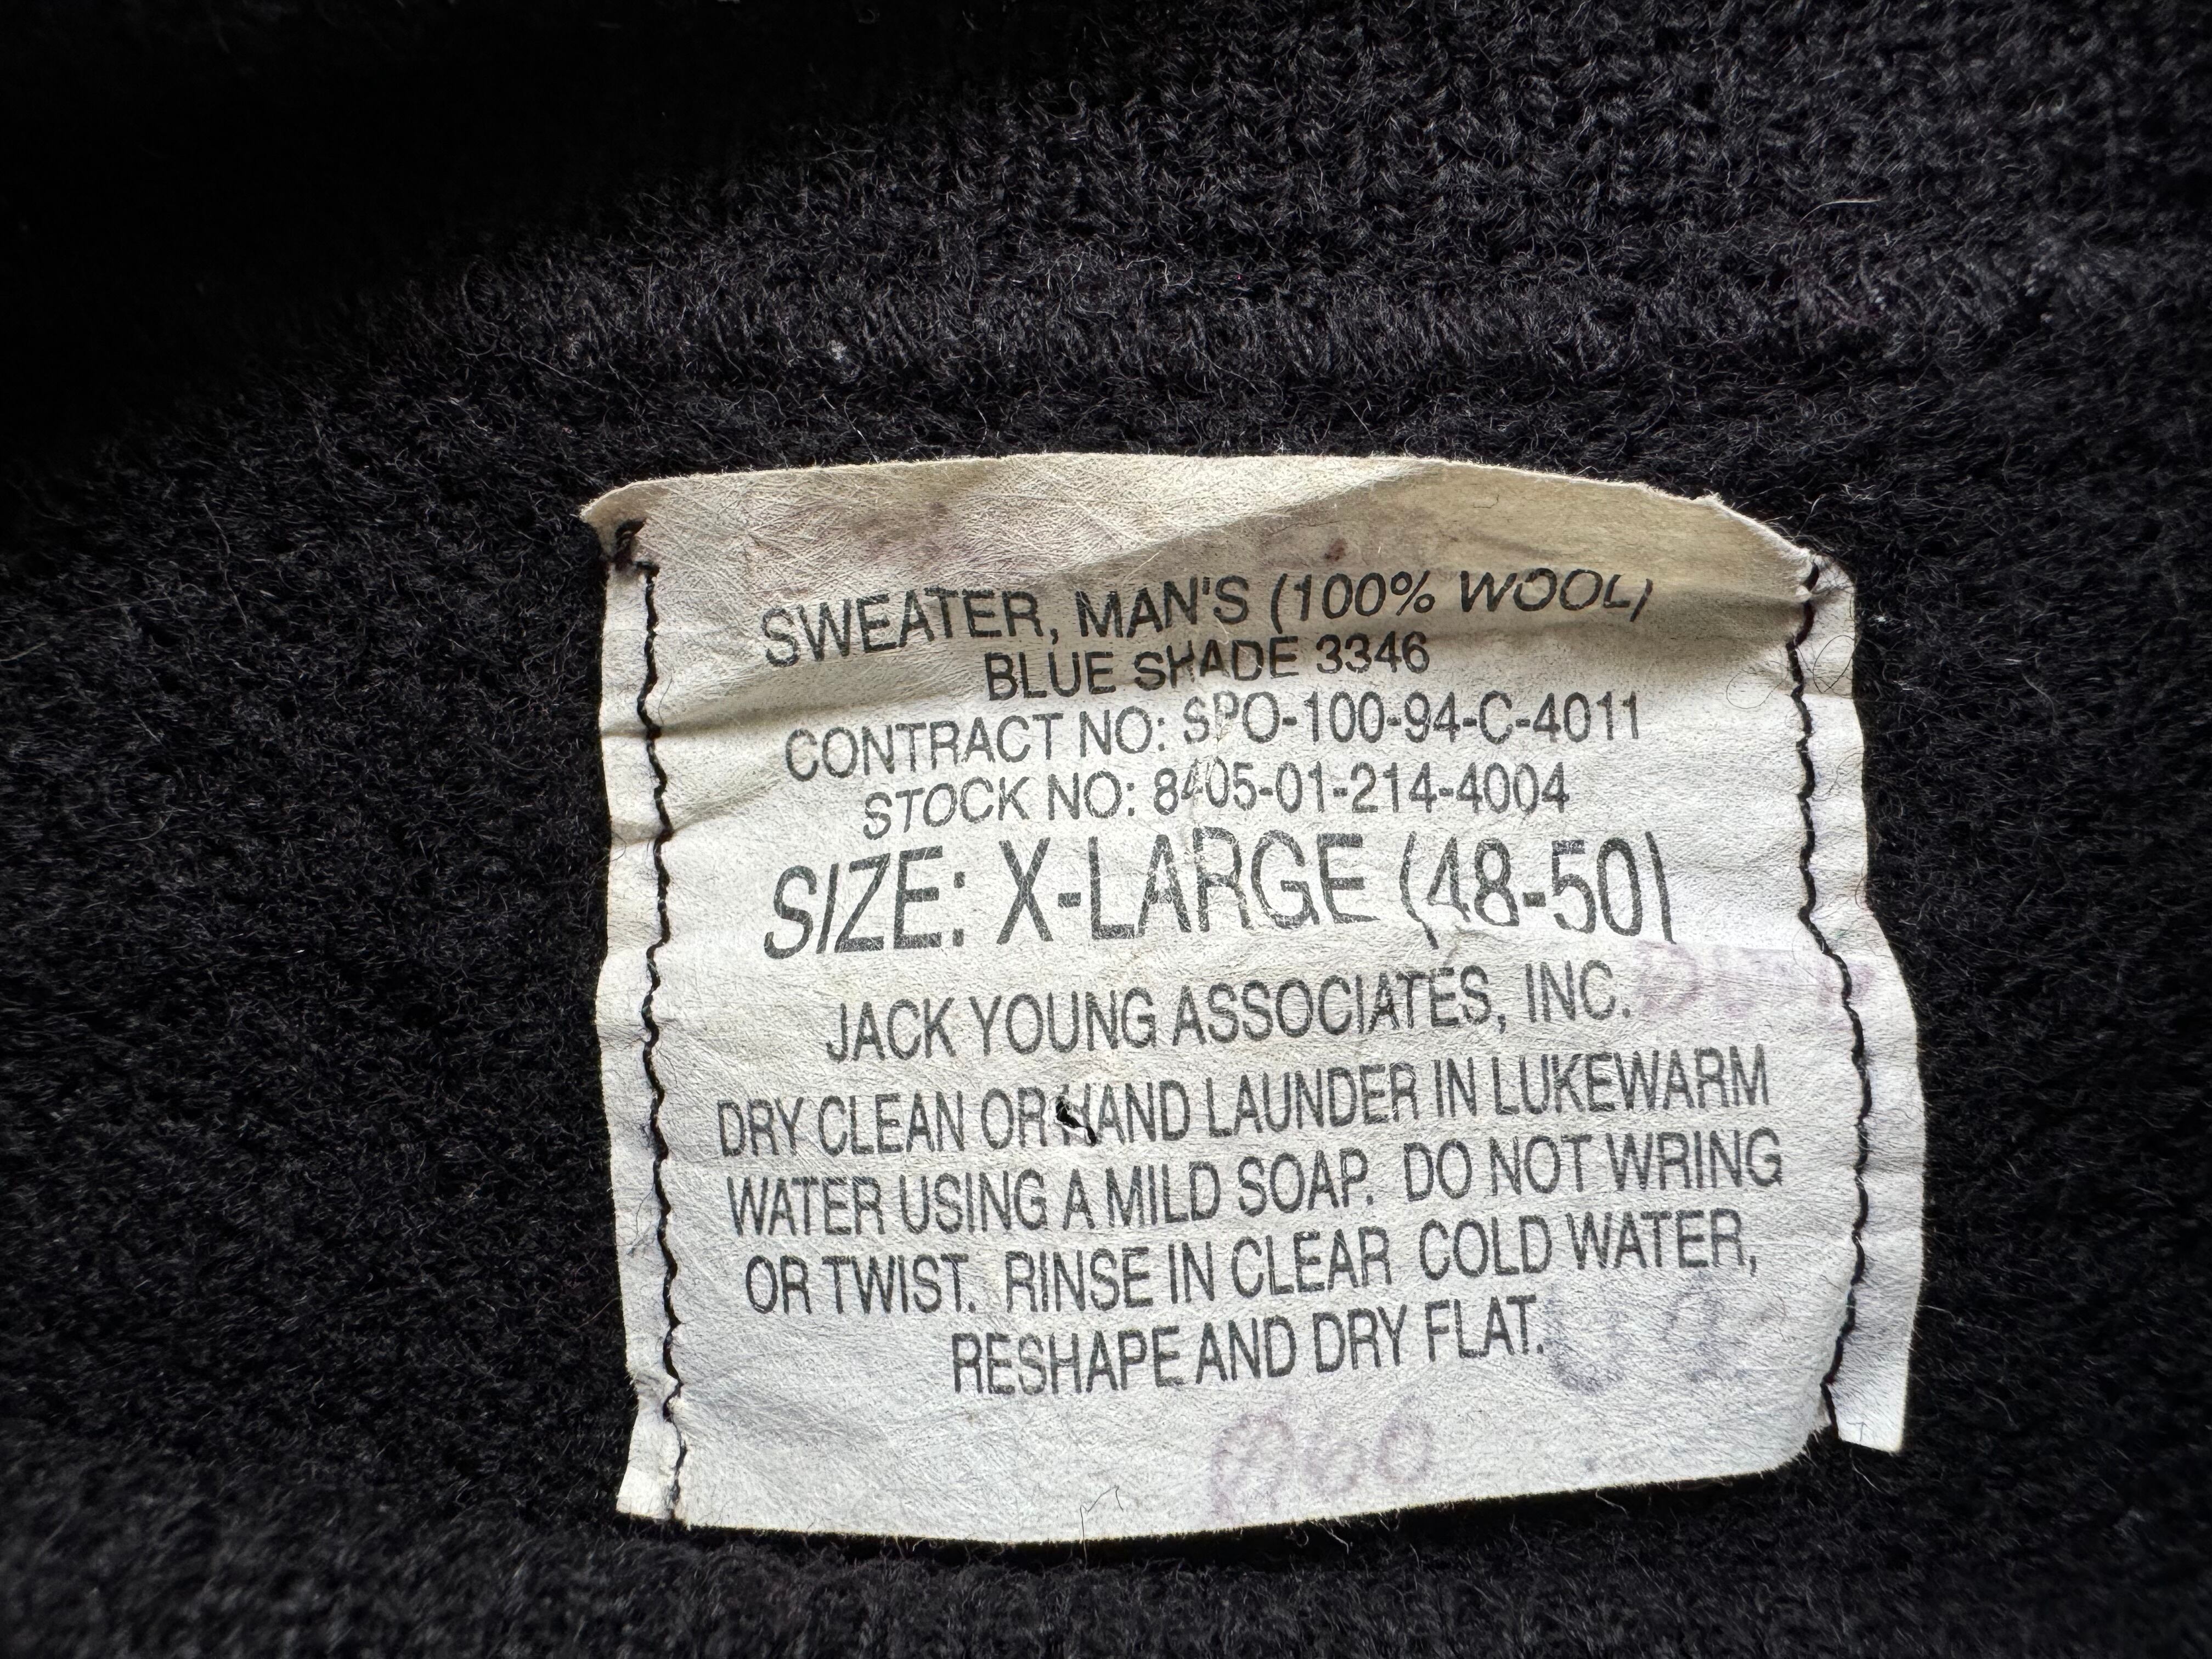 SWEATER, MAN'S (100% WOOL)
BLUE SHADE 3346
CONTRACT NO: SPO-100-94-C-4011
STOCK NO: 8405-01-214-4004
SIZE: X-LARGE (48-50)
JACK YOUNG ASSOCIATES, INC.
DRY CLEAN OR HAND LAUNDER IN LUKEWARM
WATER USING A MILD SOAP. DO NOT WRING
OR TWIST. RINSE IN CLEAR COLD WATER,
RESHAPE AND DRY FLAT.